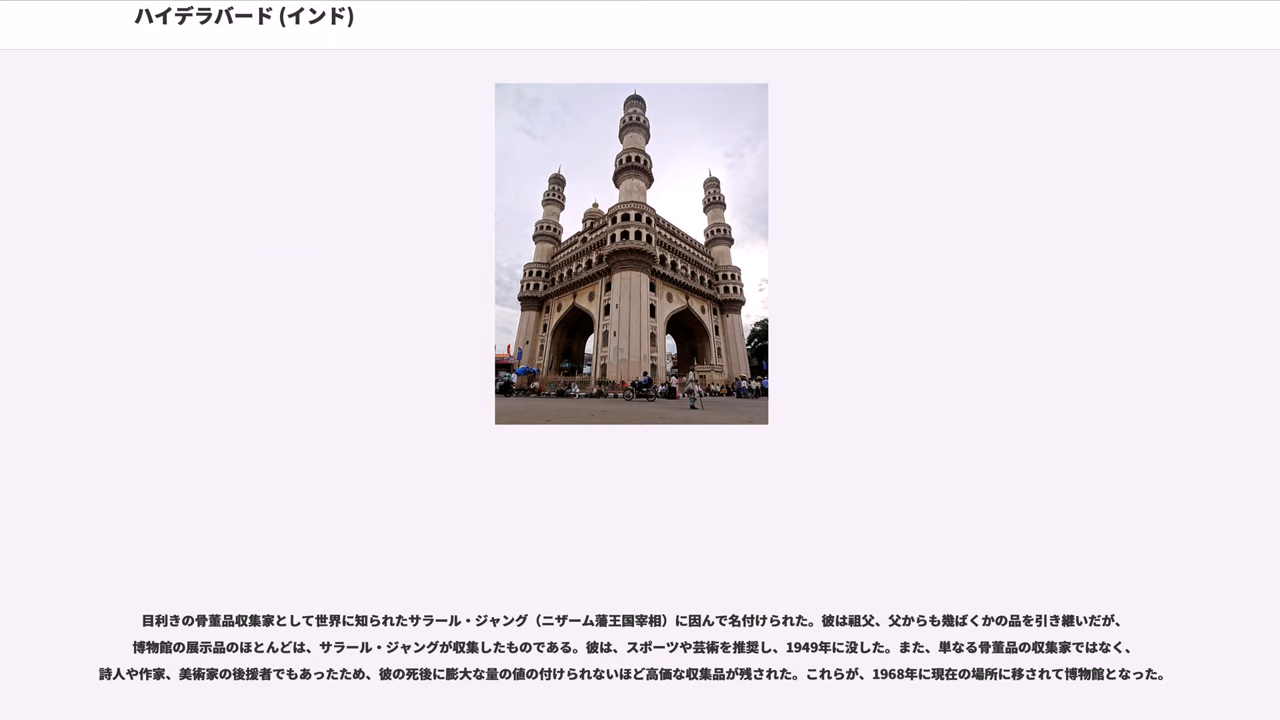 ハイデラバード (インド)
目利きの骨董品収集家として世界に知られたサラール・ジャング（ニザーム藩王国宰相）に因んで名付けられた。彼は祖父、父からも幾ばくかの品を引き継いだが、
博物館の展示品のほとんどは、サラール・ジャングが収集したものである。彼は、スポーツや芸術を推奨し、1949年に没した。また、単なる骨董品の収集家ではなく、
詩人や作家、美術家の後援者でもあったため、彼の死後に膨大な量の値の付けられないほど高価な収集品が残された。これらが、1968年に現在の場所に移されて博物館となった。